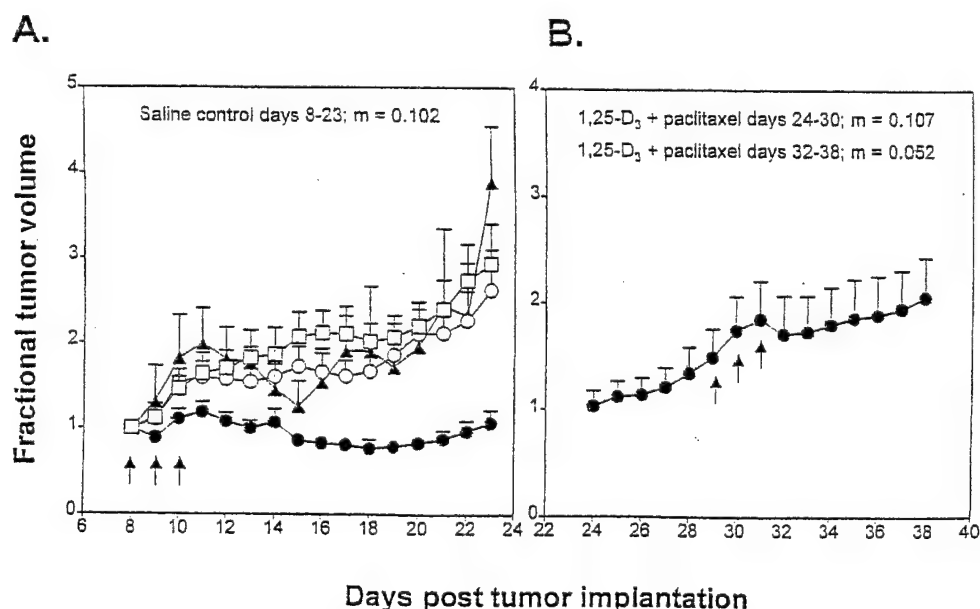 A.
B.
Saline control days 8-23; m = 0.102
1,25-D₃ + paclitaxel days 24-30; m = 0.107
1,25-D₃ + paclitaxel days 32-38; m = 0.052
Fractional tumor volume
5
4
3
2
1
0
6 8 10 12 14 16 18 20 22 24
4
3
2
1
0
22 24 26 28 30 32 34 36 38 40
Days post tumor implantation